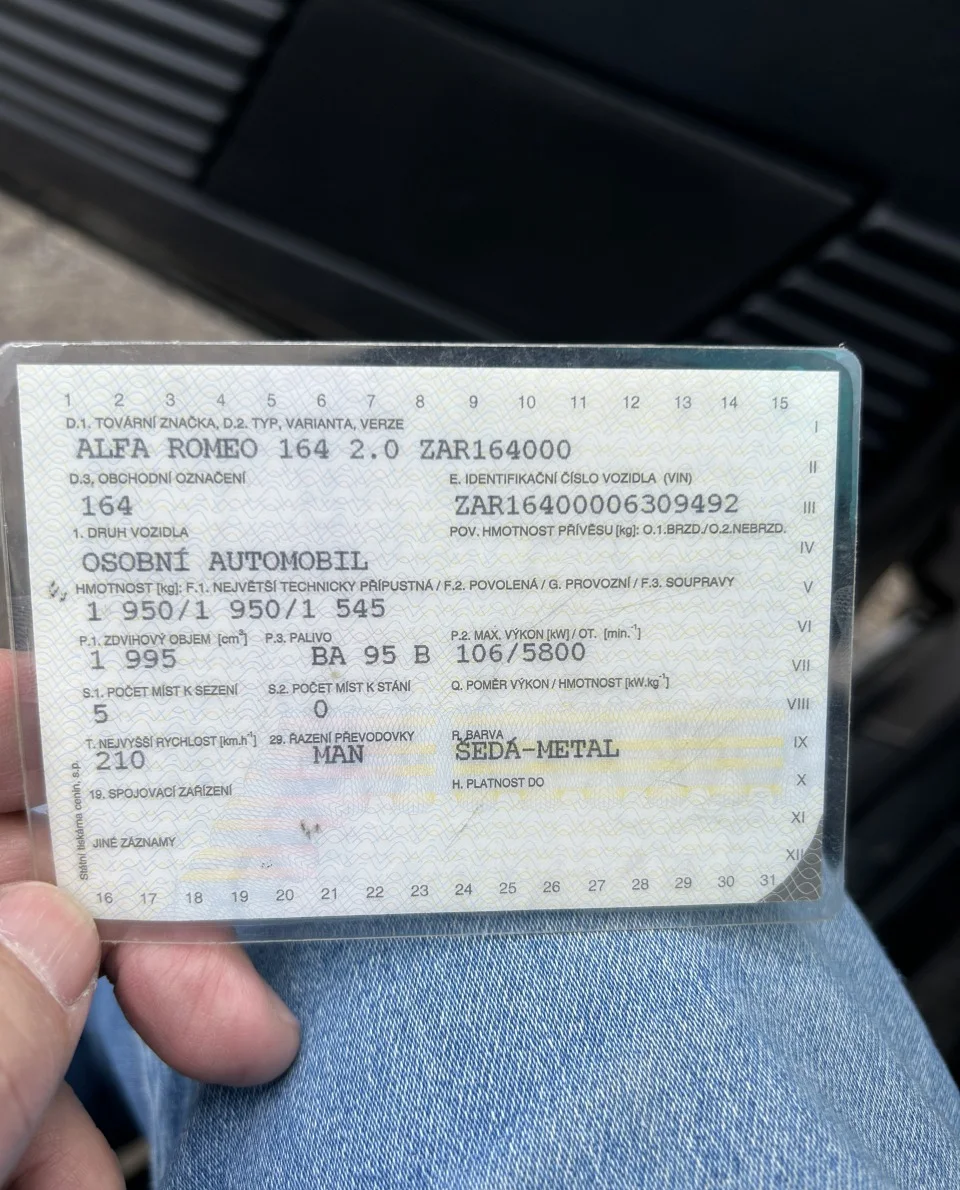 1 2 3 4 5 6 7 8 9 10 11 12 13 14 15
D.1. TOVÁRNÍ ZNAČKA, D.2. TYP, VARIANTA, VERZE
I
ALFA ROMEO 164 2.0 ZAR164000
II
D.3, OBCHODNÍ OZNAČENÍ E. IDENTIFIKAČNÍ ČÍSLO VOZIDLA (VIN)
164 ZAR16400006309492
III
1. DRUH VOZIDLA POV. HMOTNOST PŘÍVĚSU [kg]: O.1.BRZD./O.2.NEBRZD.
IV
OSOBNÍ AUTOMOBIL
HMOTNOST [kg]: F.1. NEJVĚTŠÍ TECHNICKY PŘÍPUSTNÁ / F.2. POVOLENÁ / G. PROVOZNÍ / F.3. SOUPRAVY
V
1 950/1 950/1 545
VI
P.1. ZDVIHOVÝ OBJEM [cm³] P.3. PALIVO P.2. MAX. VÝKON [kW] / OT. [min.⁻¹]
1 995 BA 95 B 106/5800
VII
S.1. POČET MÍST K SEZENÍ S.2. POČET MÍST K STÁNÍ Q. POMĚR VÝKON / HMOTNOST [kW.kg⁻¹]
VIII
5 0
T. NEJVYŠŠÍ RYCHLOST [km.h⁻¹] 29. ŘAZENÍ PŘEVODOVKY R. BARVA
IX
210 MAN ŠEDÁ-METAL
X
19. SPOJOVACÍ ZAŘÍZENÍ H. PLATNOST DO
XI
JINÉ ZÁZNAMY
XII
16 17 18 19 20 21 22 23 24 25 26 27 28 29 30 31
Státní tiskárna cenin, s.p.